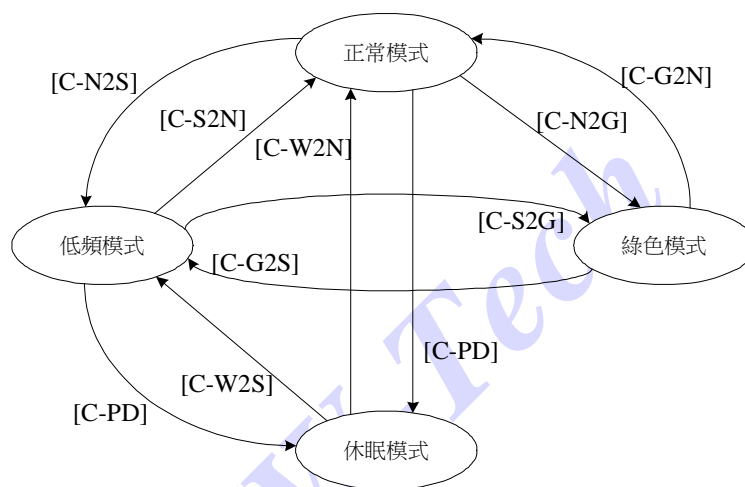 正常模式
[C-N2S]
[C-G2N]
[C-S2N]
[C-N2G]
[C-W2N]
[C-S2G]
低頻模式
綠色模式
[C-G2S]
[C-PD]
[C-W2S]
[C-PD]
休眠模式
Tech